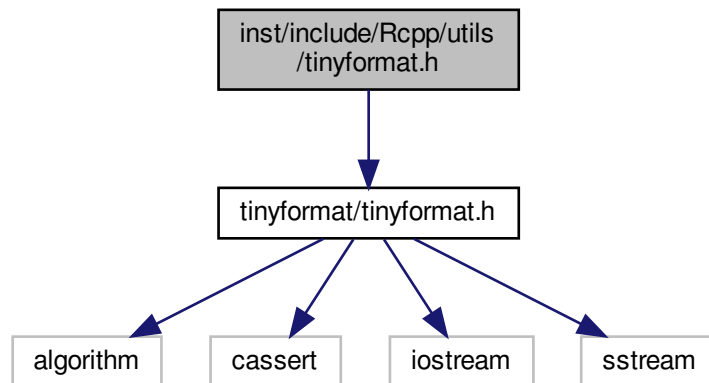 inst/include/Rcpp/utils
/tinyformat.h
tinyformat/tinyformat.h
algorithm
cassert
iostream
sstream